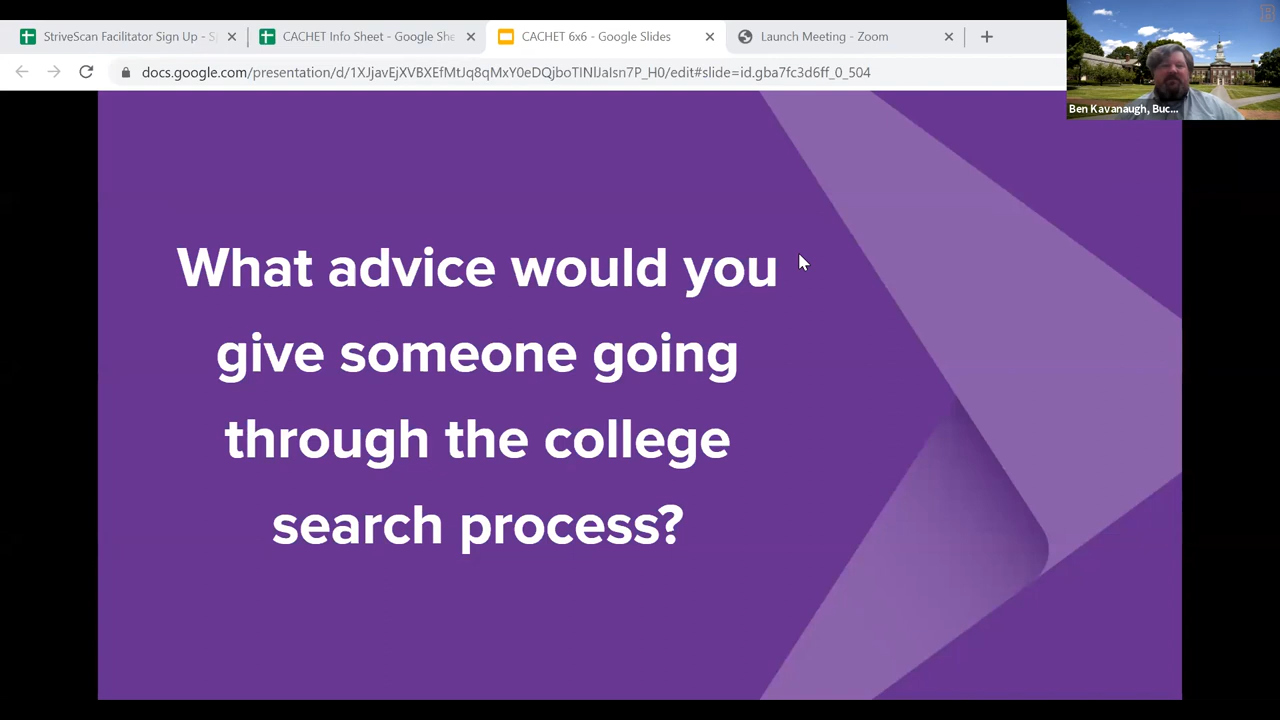 StriveScan Facilitator Sign Up - S
CACHET Info Sheet - Google She
CACHET 6x6 - Google Slides
Launch Meeting - Zoom
docs.google.com/presentation/d/1XJjavEjXVBXEfMtJq8qMxY0eDQjboTlNlJaIsn7P_H0/edit#slide=id.gba7fc3d6ff_0_504
Ben Kavanaugh, Buc...
What advice would you
give someone going
through the college
search process?